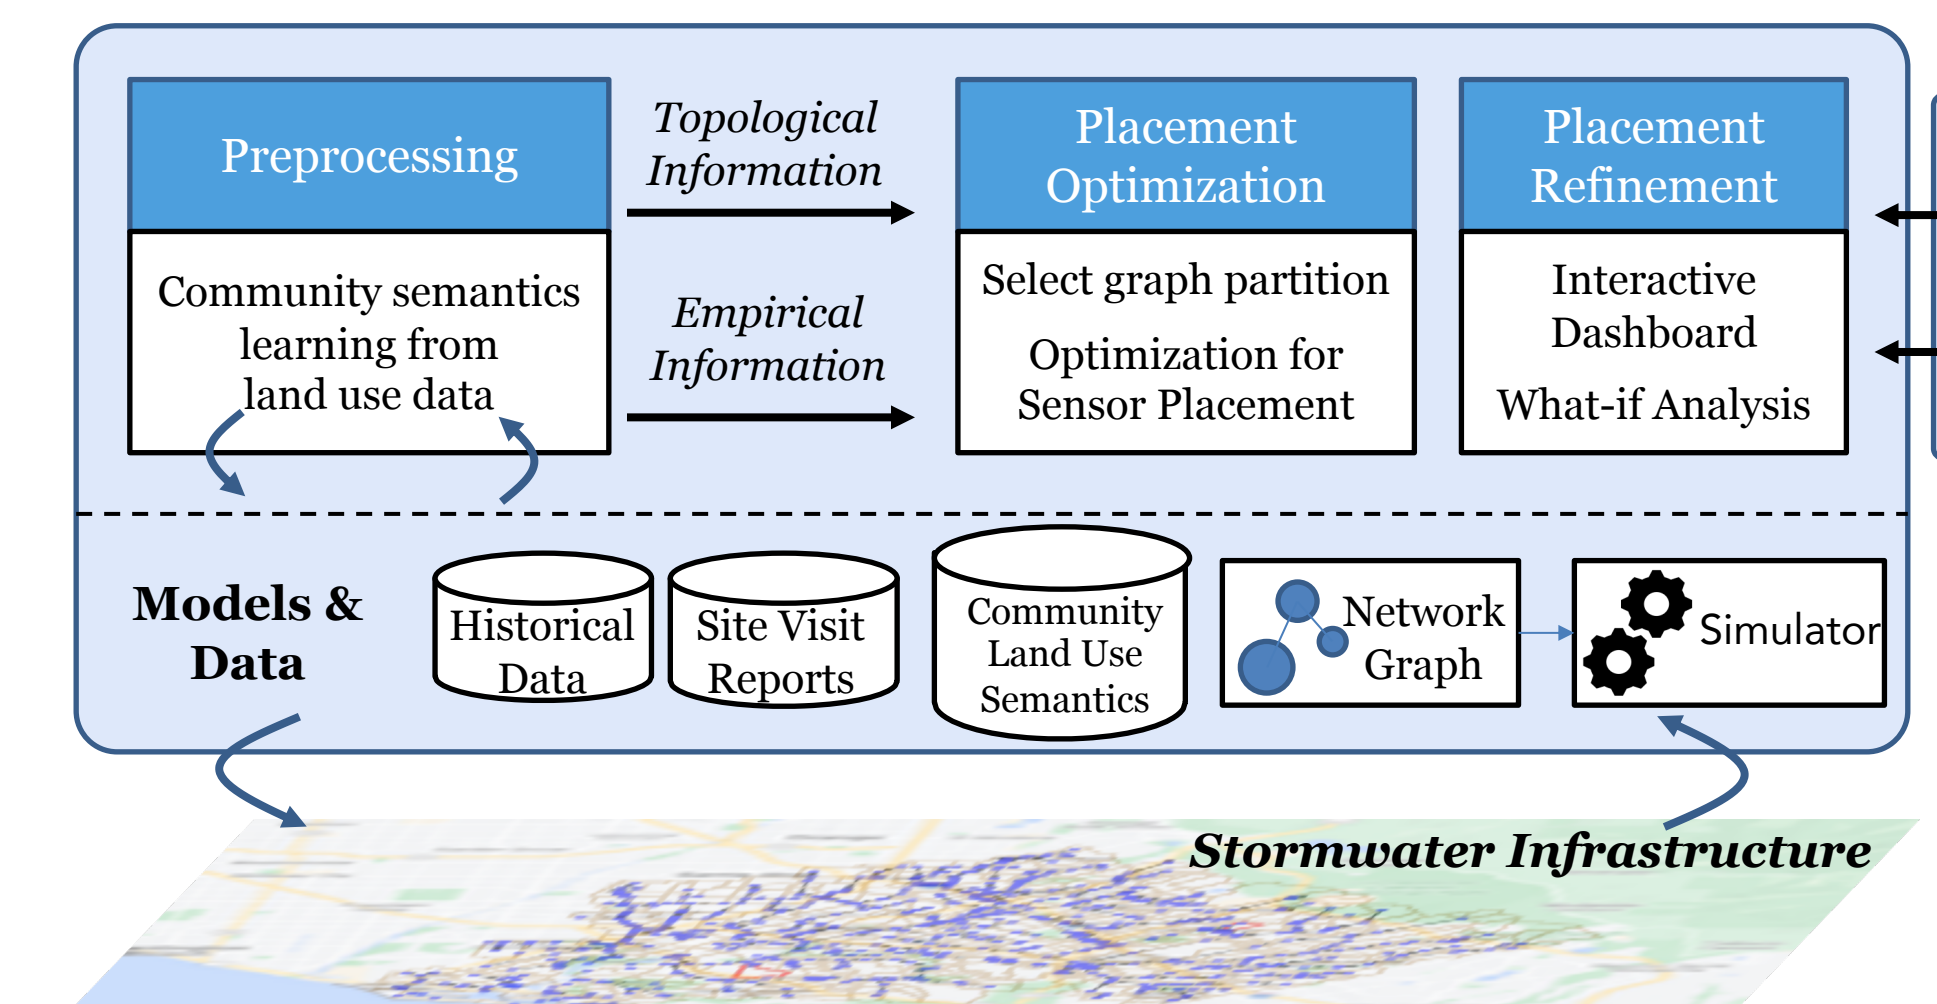 Preprocessing
Community semantics
learning from
land use data
Topological
Information
Empirical
Information
Placement
Optimization
Select graph partition
Optimization for
Sensor Placement
Placement
Refinement
Interactive
Dashboard
What-if Analysis
Models &
Data
Historical
Data
Site Visit
Reports
Community
Land Use
Semantics
Network
Graph
Simulator
Stormwater Infrastructure